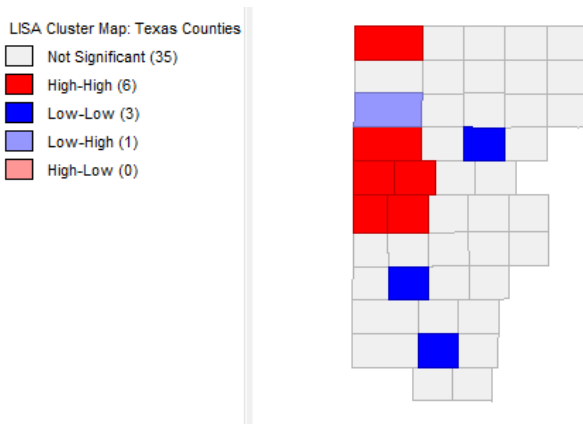 LISA Cluster Map: Texas Counties
Not Significant (35)
High-High (6)
Low-Low (3)
Low-High (1)
High-Low (0)